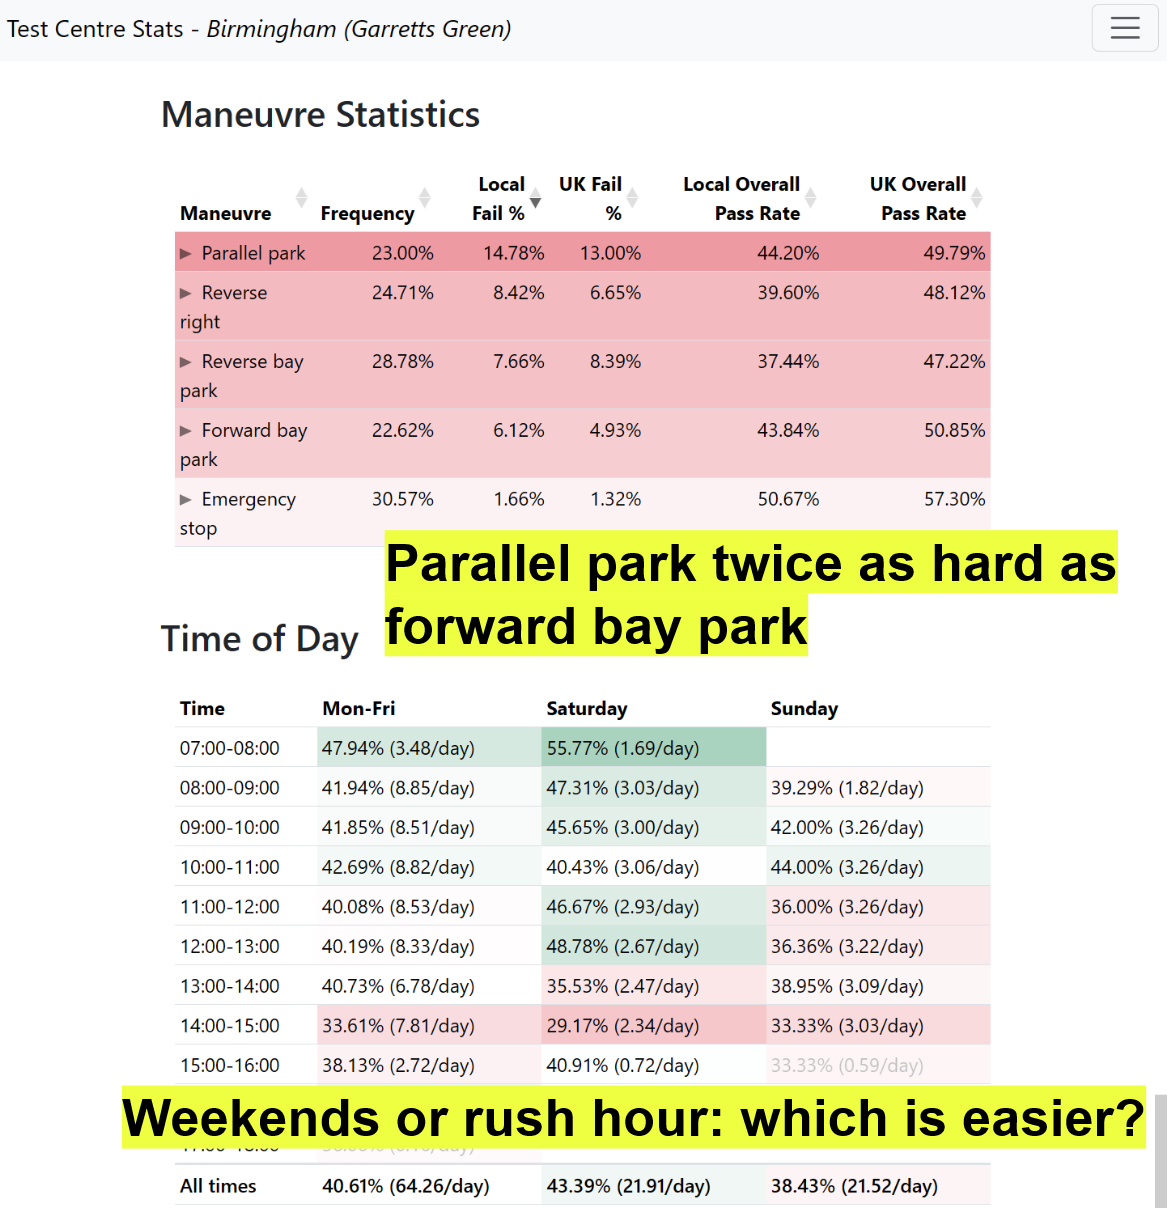 Test Centre Stats - Birmingham (Garretts Green)
Maneuvre Statistics
Maneuvre Frequency Local Fail % UK Fail % Local Overall Pass Rate UK Overall Pass Rate
Parallel park 23.00% 14.78% 13.00% 44.20% 49.79%
Reverse right 24.71% 8.42% 6.65% 39.60% 48.12%
Reverse bay park 28.78% 7.66% 8.39% 37.44% 47.22%
Forward bay park 22.62% 6.12% 4.93% 43.84% 50.85%
Emergency stop 30.57% 1.66% 1.32% 50.67% 57.30%
Parallel park twice as hard as
forward bay park
Time of Day
Time Mon-Fri Saturday Sunday
07:00-08:00 47.94% (3.48/day) 55.77% (1.69/day)
08:00-09:00 41.94% (8.85/day) 47.31% (3.03/day) 39.29% (1.82/day)
09:00-10:00 41.85% (8.51/day) 45.65% (3.00/day) 42.00% (3.26/day)
10:00-11:00 42.69% (8.82/day) 40.43% (3.06/day) 44.00% (3.26/day)
11:00-12:00 40.08% (8.53/day) 46.67% (2.93/day) 36.00% (3.26/day)
12:00-13:00 40.19% (8.33/day) 48.78% (2.67/day) 36.36% (3.22/day)
13:00-14:00 40.73% (6.78/day) 35.53% (2.47/day) 38.95% (3.09/day)
14:00-15:00 33.61% (7.81/day) 29.17% (2.34/day) 33.33% (3.03/day)
15:00-16:00 38.13% (2.72/day) 40.91% (0.72/day) 33.33% (0.59/day)
Weekends or rush hour: which is easier?
All times 40.61% (64.26/day) 43.39% (21.91/day) 38.43% (21.52/day)